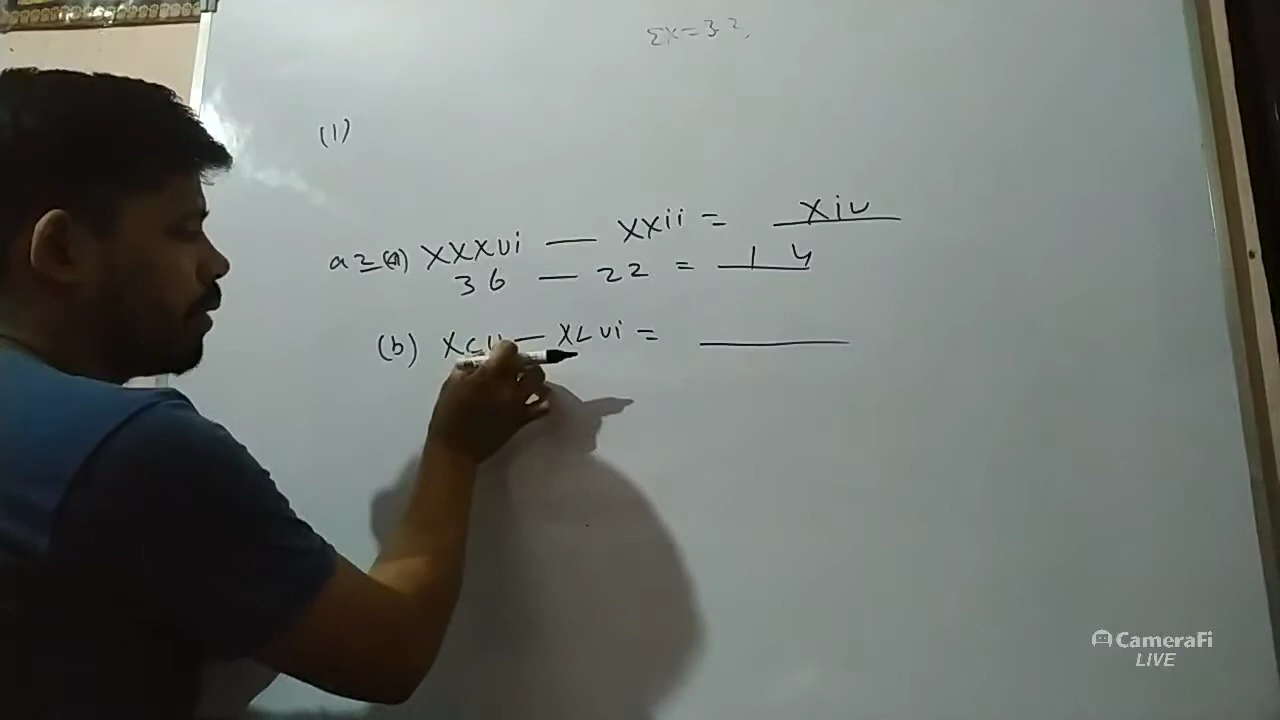 Σx=32,
(1)
a2(a) XXXvi — XXii = Xiv
36 — 22 = 14
(b) — XLvi =
CameraFi
LIVE